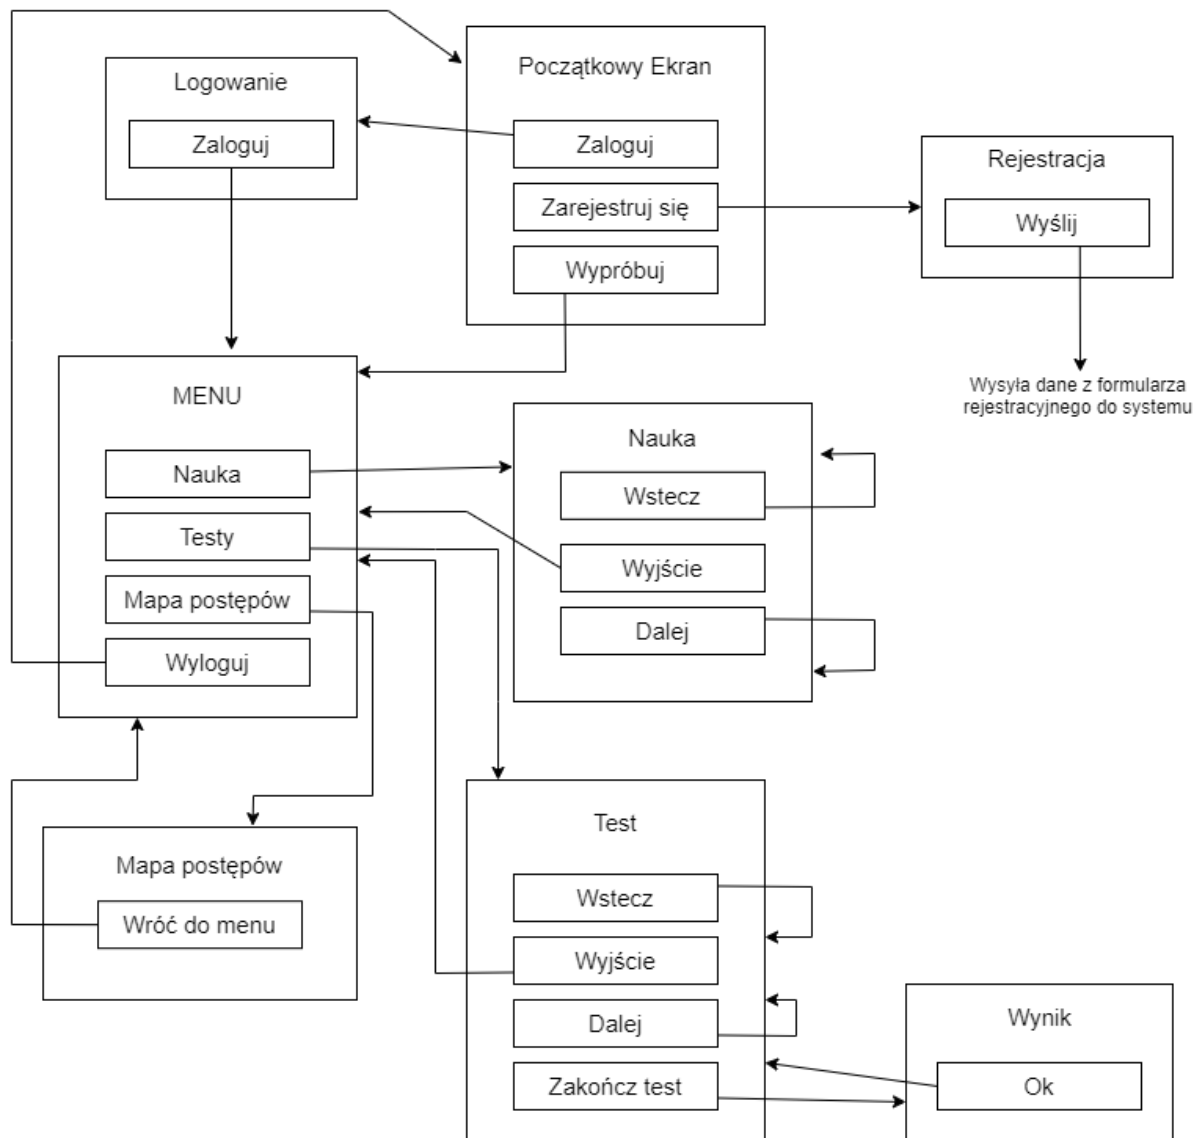 Początkowy Ekran
Zaloguj
Zarejestruj się
Wypróbuj
Logowanie
Zaloguj
Rejestracja
Wyślij
Wysyła dane z formularza
rejestracyjnego do systemu
MENU
Nauka
Testy
Mapa postępów
Wyloguj
Nauka
Wstecz
Wyjście
Dalej
Mapa postępów
Wróć do menu
Test
Wstecz
Wyjście
Dalej
Zakończ test
Wynik
Ok